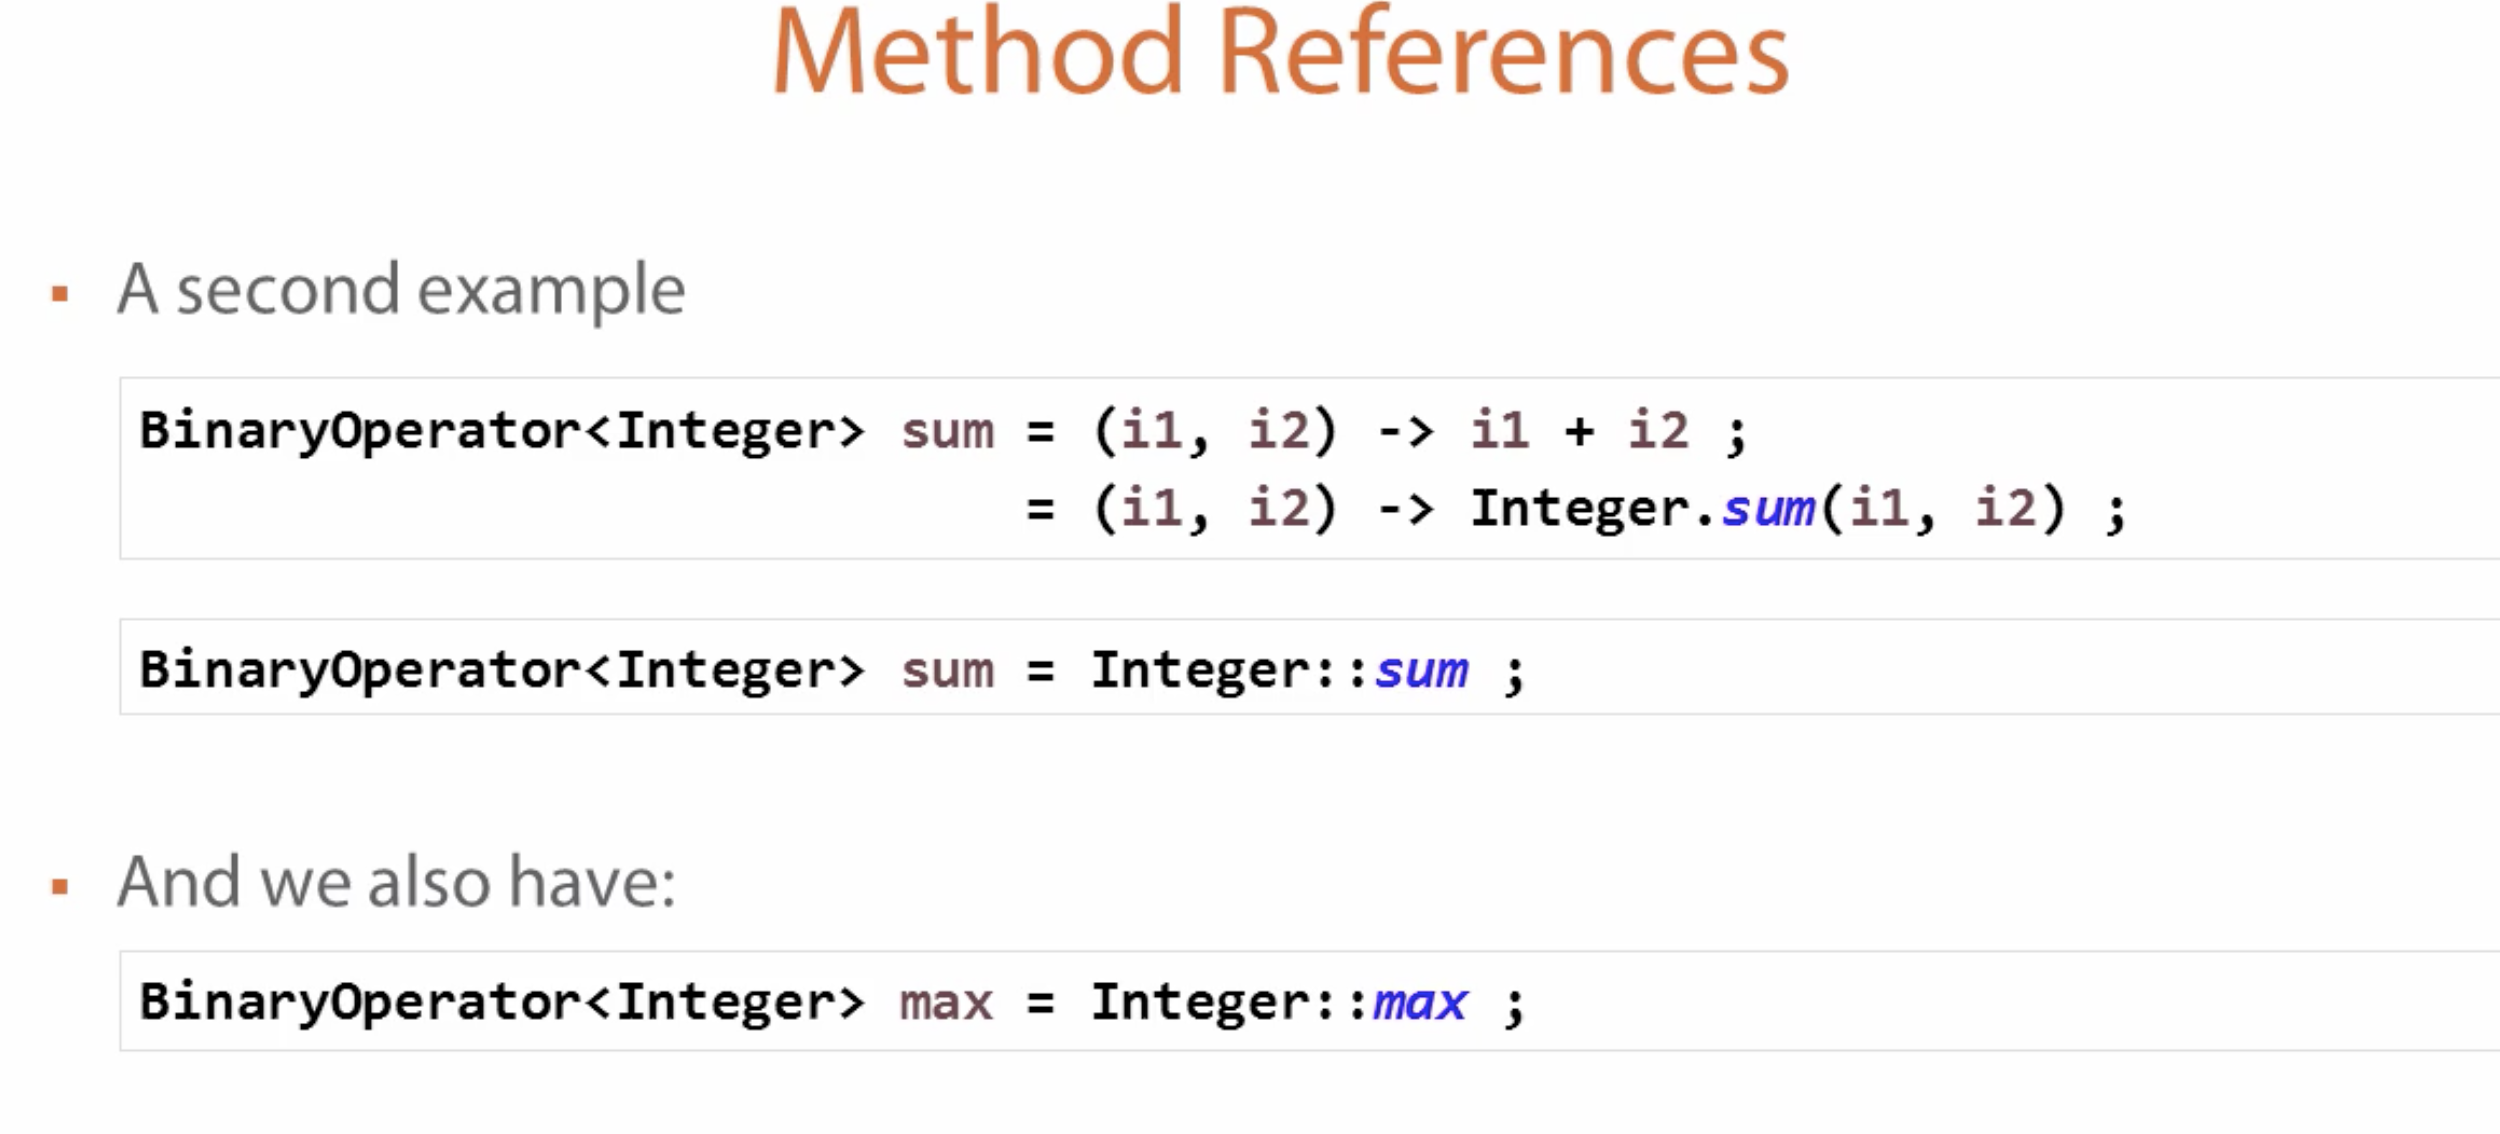 Method References
▪ A second example
BinaryOperator<Integer> sum = (i1, i2) -> i1 + i2 ;
= (i1, i2) -> Integer.sum(i1, i2) ;
BinaryOperator<Integer> sum = Integer::sum ;
▪ And we also have:
BinaryOperator<Integer> max = Integer::max ;